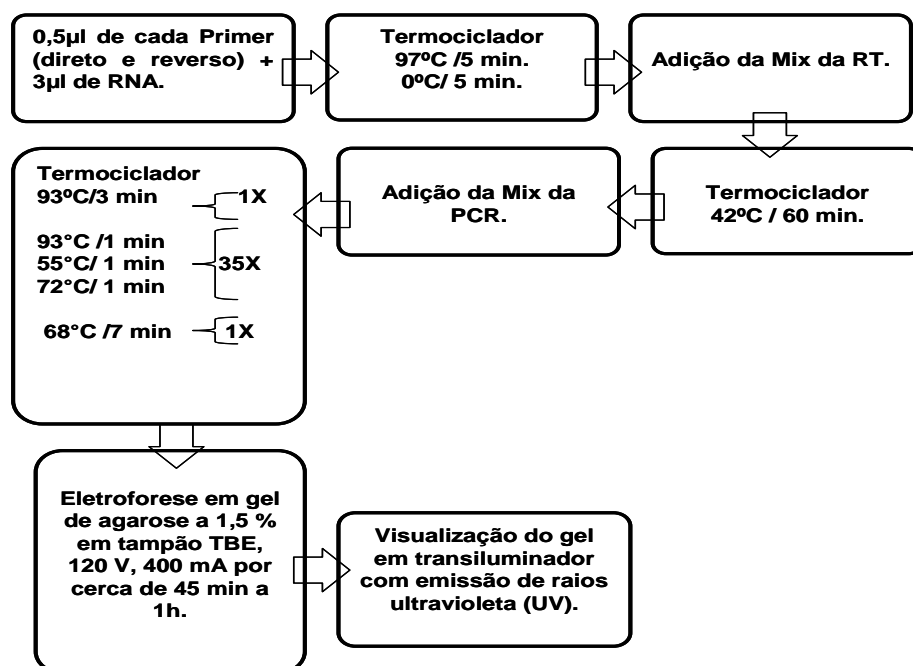 0,5µl de cada Primer
(direto e reverso) +
3µl de RNA.
Termociclador
97ºC /5 min.
0ºC/ 5 min.
Adição da Mix da RT.
Termociclador
42ºC / 60 min.
Adição da Mix da
PCR.
Termociclador
93ºC/3 min 1X
93°C /1 min
55°C/ 1 min 35X
72°C/ 1 min
68°C /7 min 1X
Eletroforese em gel
de agarose a 1,5 %
em tampão TBE,
120 V, 400 mA por
cerca de 45 min a
1h.
Visualização do gel
em transiluminador
com emissão de raios
ultravioleta (UV).